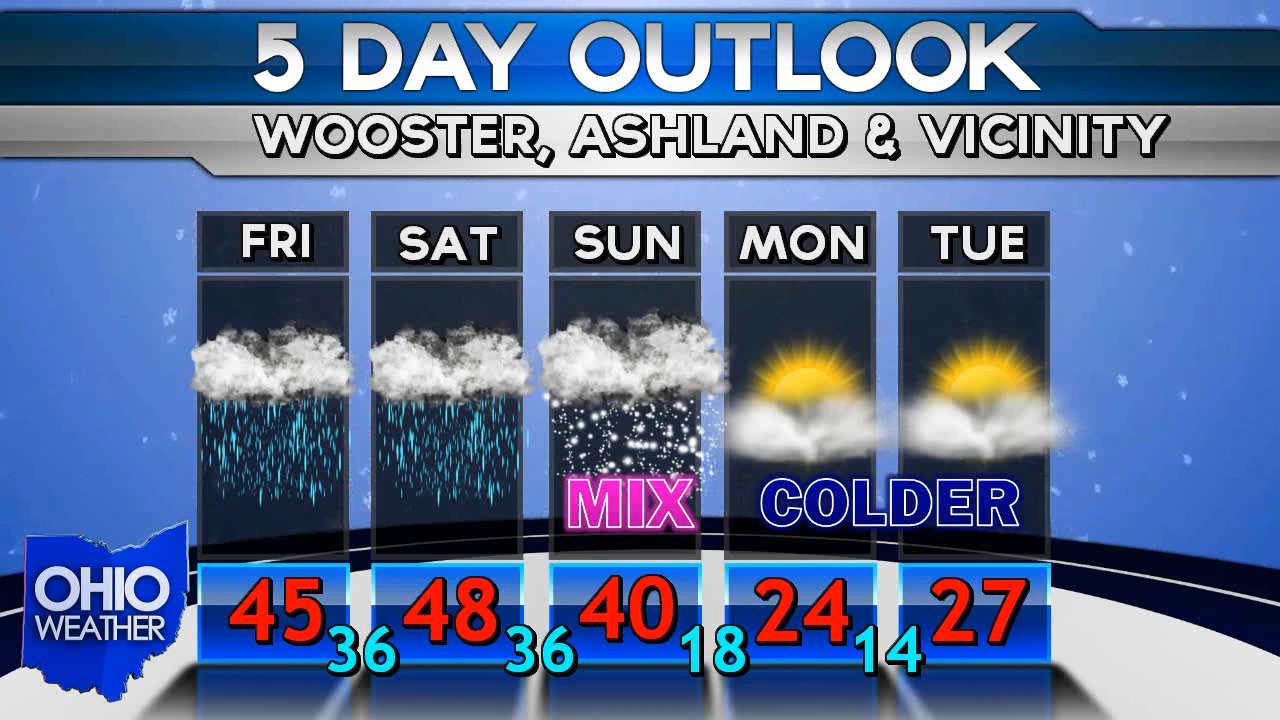 5 DAY OUTLOOK
WOOSTER, ASHLAND & VICINITY
FRI SAT SUN MON TUE
MIX COLDER
OHIO
WEATHER
45 48 40 24 27
36 36 18 14